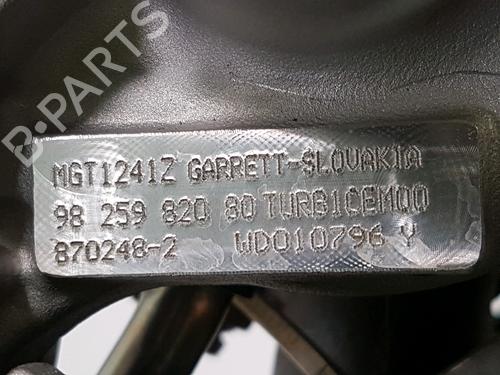 B-PARTS
MGT1241Z GARRETT-SLOVAKIA
98 259 820 80 TURB1CEM00
870248-2 WD010796 Y